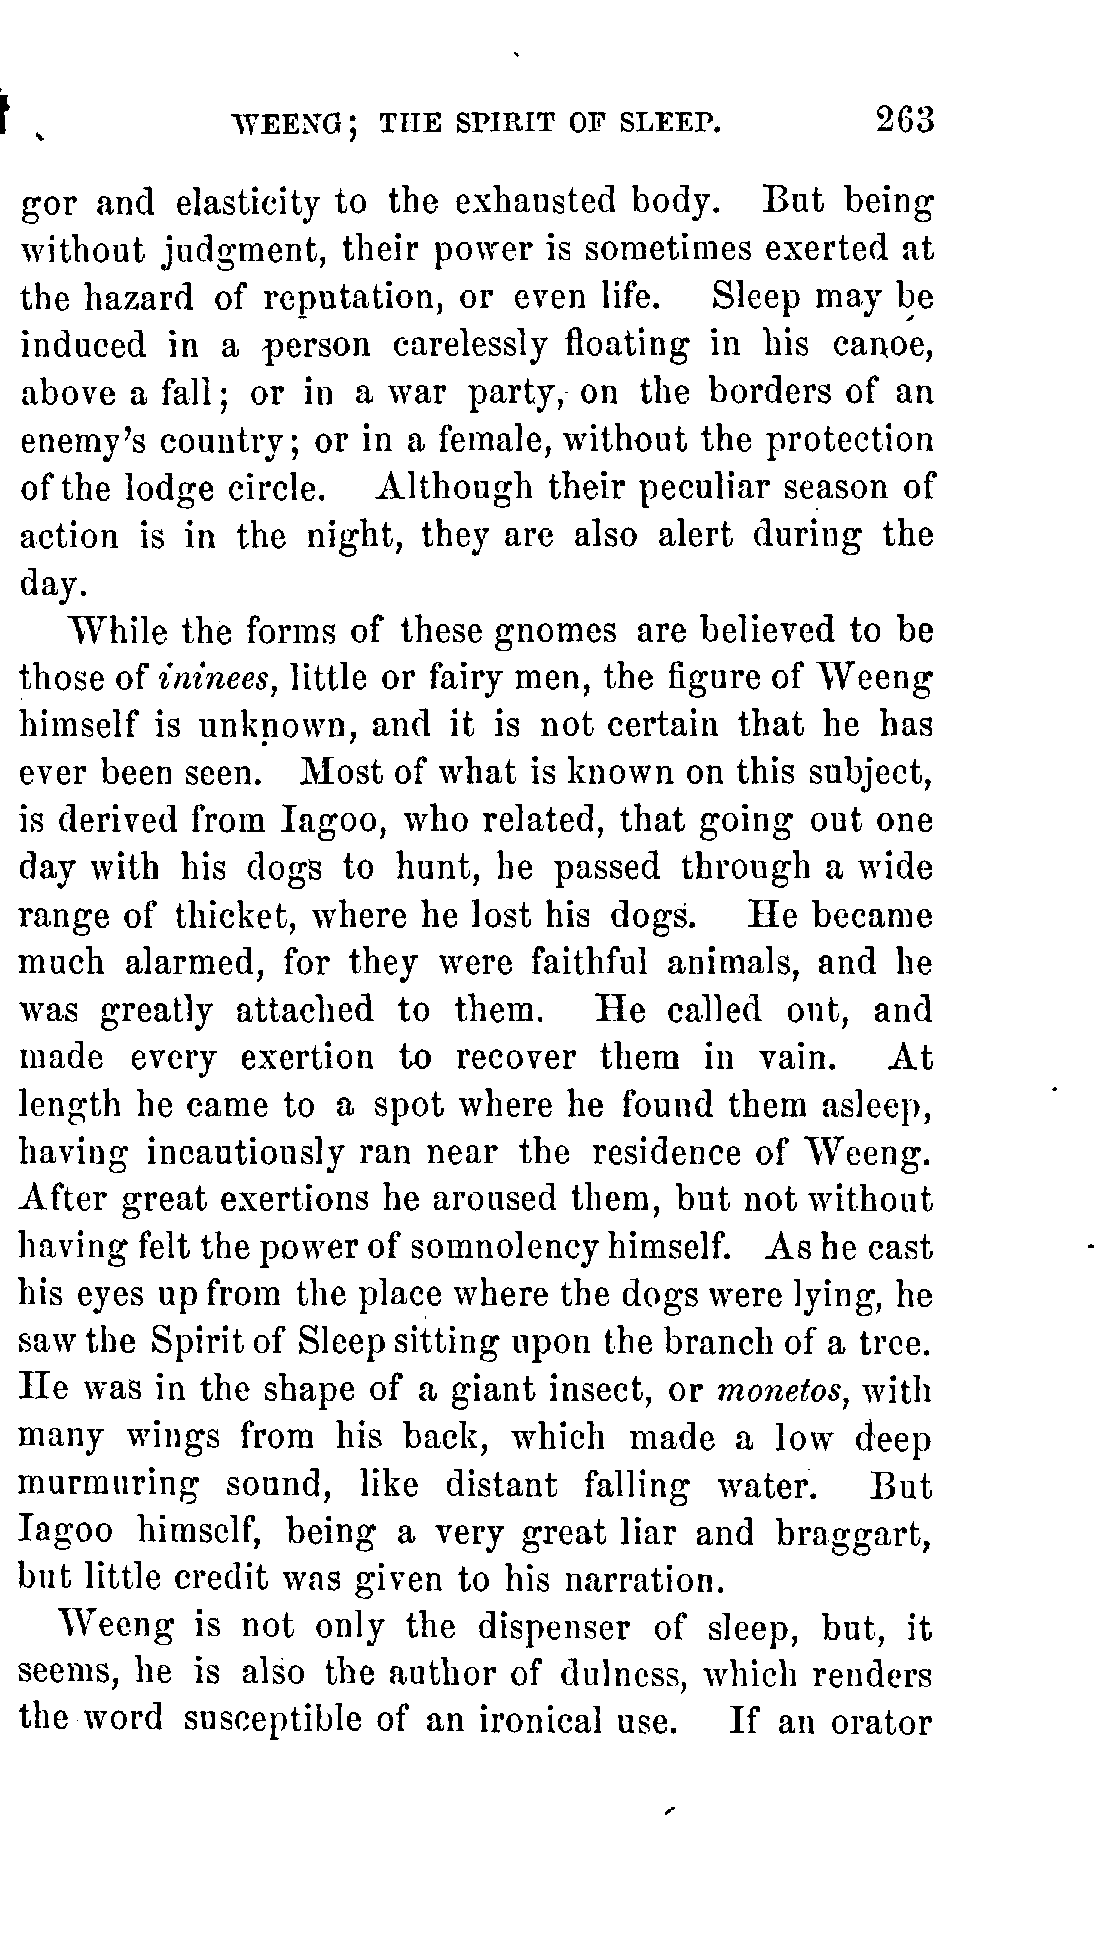 WEENG; THE SPIRIT OF SLEEP. 263
gor and elasticity to the exhausted body. But being
without judgment, their power is sometimes exerted at
the hazard of reputation, or even life. Sleep may be
induced in a person carelessly floating in his canoe,
above a fall; or in a war party, on the borders of an
enemy's country; or in a female, without the protection
of the lodge circle. Although their peculiar season of
action is in the night, they are also alert during the
day.
While the forms of these gnomes are believed to be
those of ininees, little or fairy men, the figure of Weeng
himself is unknown, and it is not certain that he has
ever been seen. Most of what is known on this subject,
is derived from Iagoo, who related, that going out one
day with his dogs to hunt, he passed through a wide
range of thicket, where he lost his dogs. He became
much alarmed, for they were faithful animals, and he
was greatly attached to them. He called out, and
made every exertion to recover them in vain. At
length he came to a spot where he found them asleep,
having incautiously ran near the residence of Weeng.
After great exertions he aroused them, but not without
having felt the power of somnolency himself. As he cast
his eyes up from the place where the dogs were lying, he
saw the Spirit of Sleep sitting upon the branch of a tree.
He was in the shape of a giant insect, or monetos, with
many wings from his back, which made a low deep
murmuring sound, like distant falling water. But
Iagoo himself, being a very great liar and braggart,
but little credit was given to his narration.
Weeng is not only the dispenser of sleep, but, it
seems, he is also the author of dulness, which renders
the word susceptible of an ironical use. If an orator